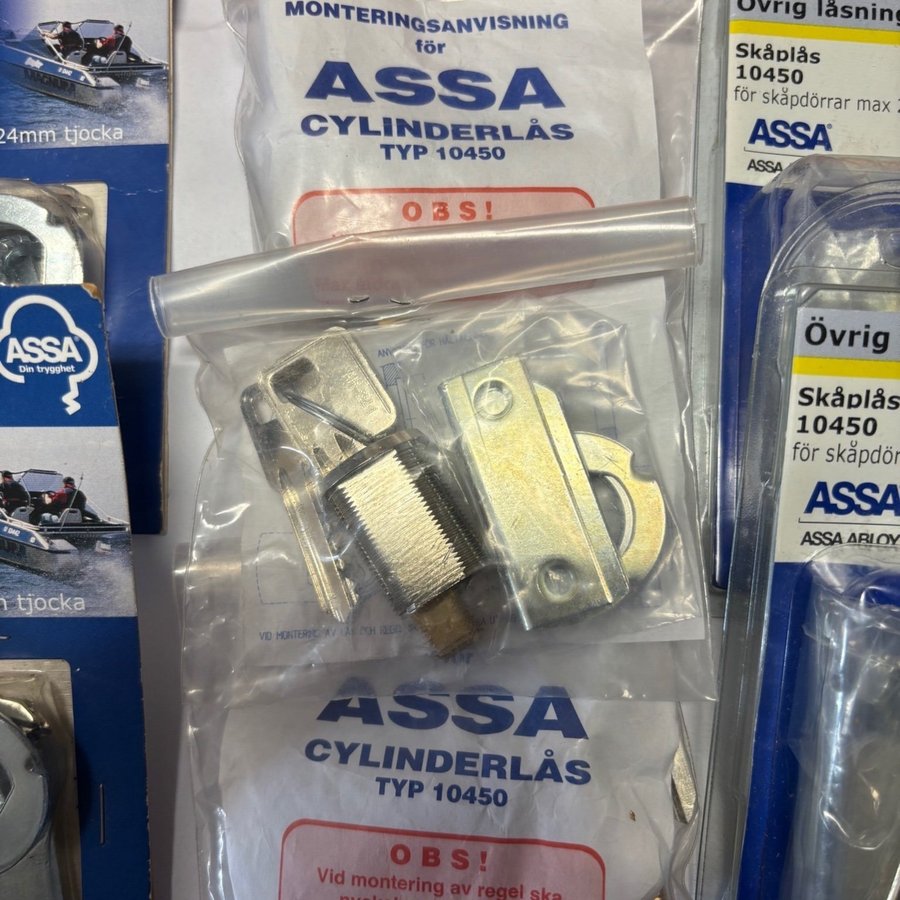 MONTERINGSANVISNING
för
ASSA
CYLINDERLÅS
TYP 10450
OBS!
Övrig låsning
Skåplås
10450
för skåpdörrar max
ASSA
ASSA
24mm tjocka
ASSA
Din trygghet
tjocka
Övrig
Skåplås
10450
för skåpdörr
ASSA
ASSA ABLOY
ASSA
CYLINDERLÅS
TYP 10450
OBS!
Vid montering av regel ska